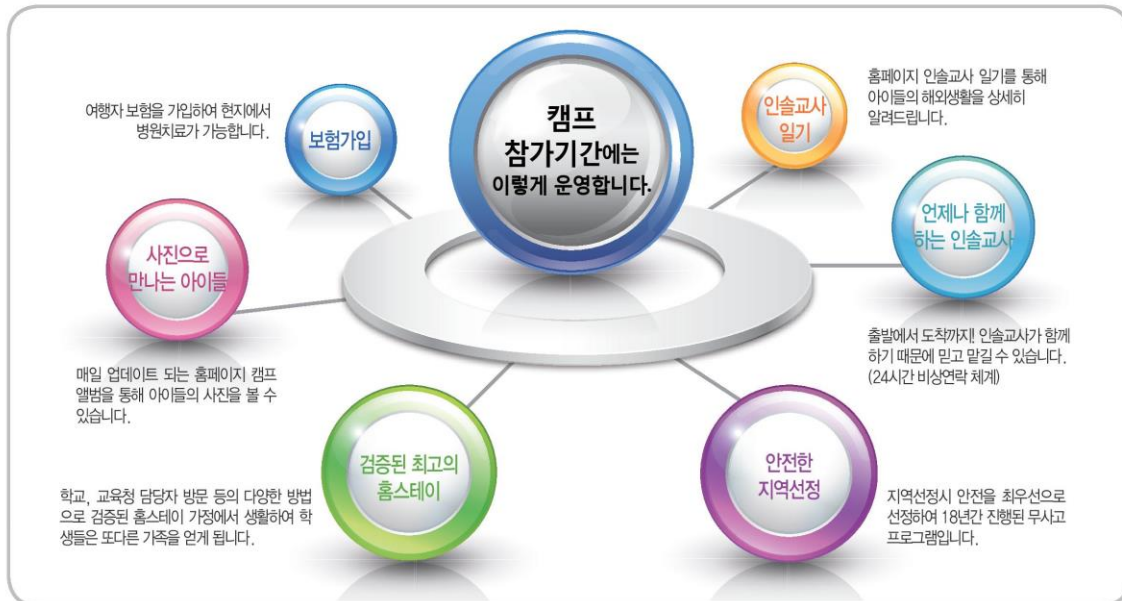 캠프
참가기간에는
이렇게 운영합니다.
보험가입
여행자 보험을 가입하여 현지에서
병원치료가 가능합니다.
인솔교사
일기
홈페이지 인솔교사 일기를 통해
아이들의 해외생활을 상세히
알려드립니다.
사진으로
만나는 아이들
매일 업데이트 되는 홈페이지 캠프
앨범을 통해 아이들의 사진을 볼 수
있습니다.
언제나 함께
하는 인솔교사
출발에서 도착까지! 인솔교사가 함께
하기 때문에 믿고 맡길 수 있습니다.
(24시간 비상연락 체계)
검증된 최고의
홈스테이
학교, 교육청 담당자 방문 등의 다양한 방법
으로 검증된 홈스테이 가정에서 생활하여 학
생들은 또다른 가족을 얻게 됩니다.
안전한
지역선정
지역선정시 안전을 최우선으로
선정하여 18년간 진행된 무사고
프로그램입니다.